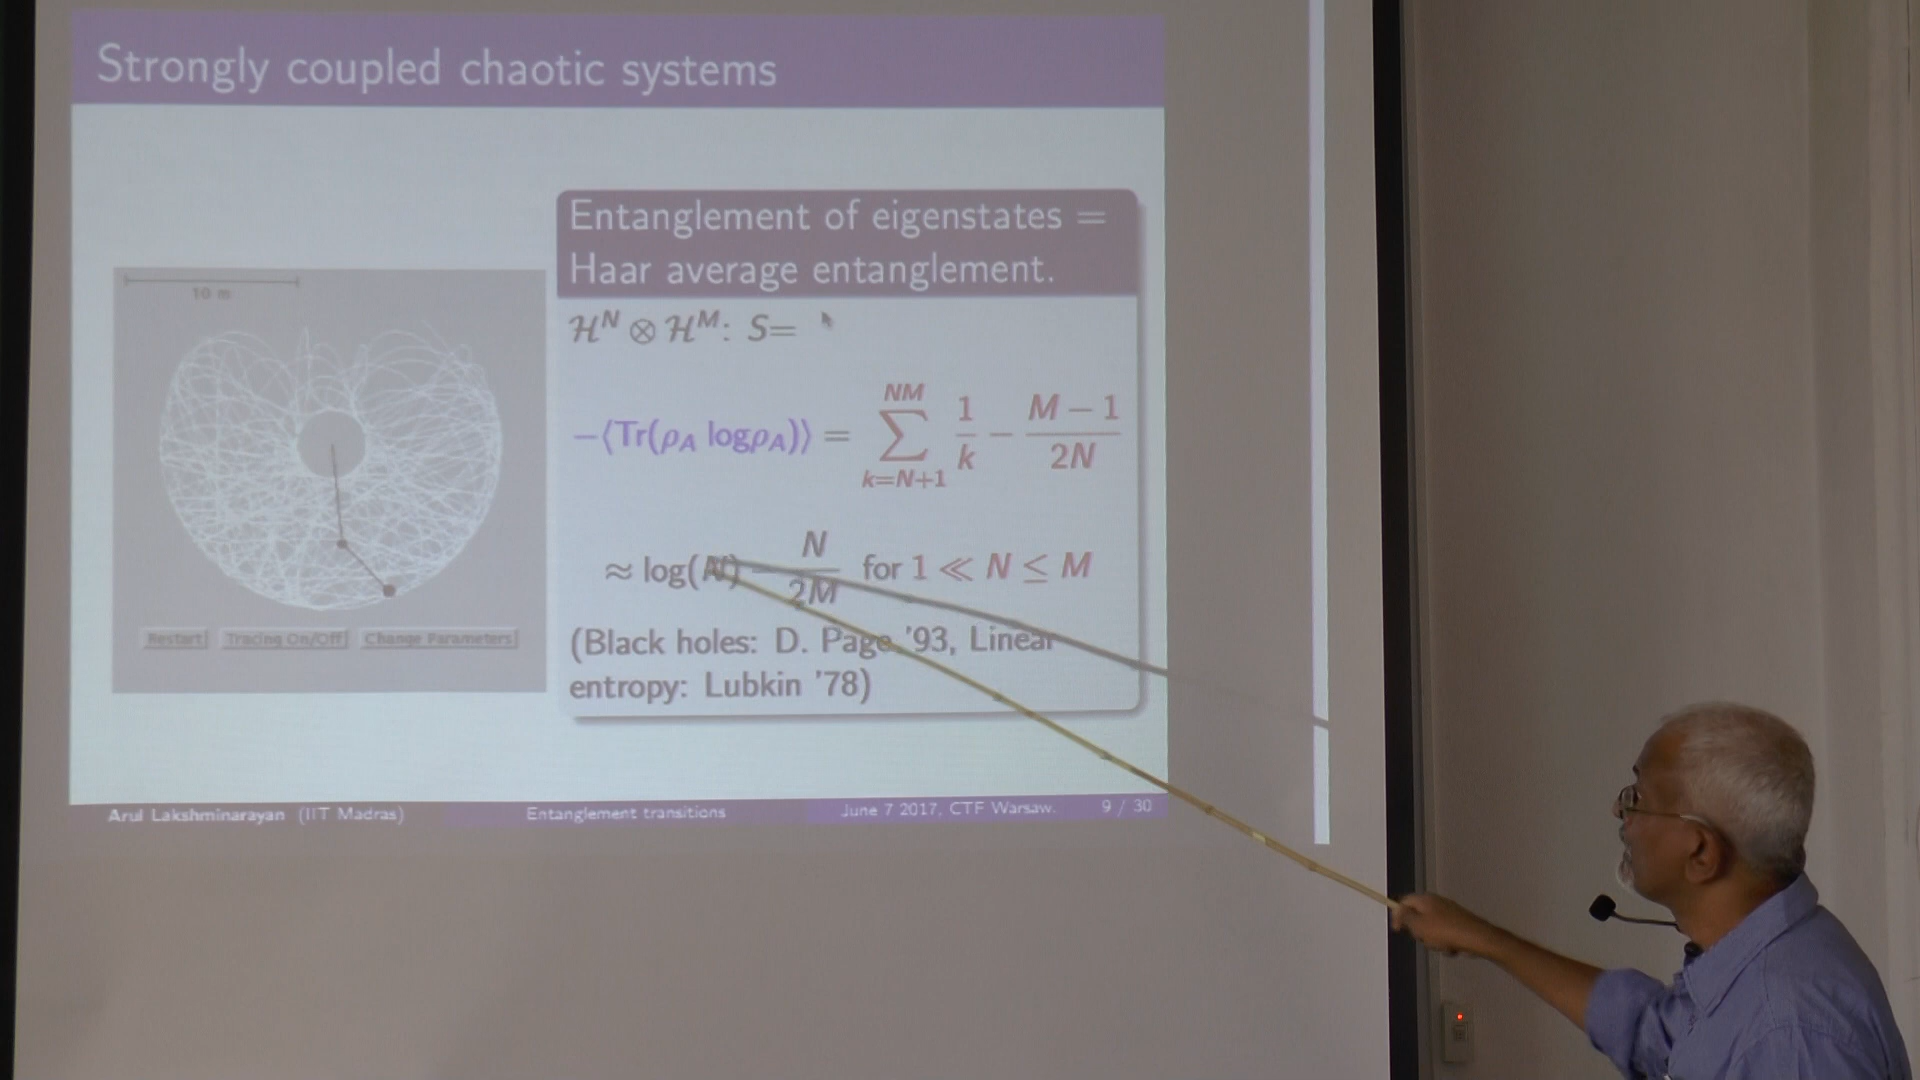 Strongly coupled chaotic systems
10 m
Restart Tracing On/Off Change Parameters
Entanglement of eigenstates =
Haar average entanglement.
ℋᴺ ⊗ ℋᴹ: S=
−⟨Tr(ρ_A logρ_A)⟩ = ∑_{k=N+1}^{NM} 1/k − (M − 1)/(2N)
≈ log(N) − N/(2M) for 1 ≪ N ≤ M
(Black holes: D. Page '93, Linear
entropy: Lubkin '78)
Arul Lakshminarayan (IIT Madras) Entanglement transitions June 7 2017, CTF Warsaw. 9 / 30